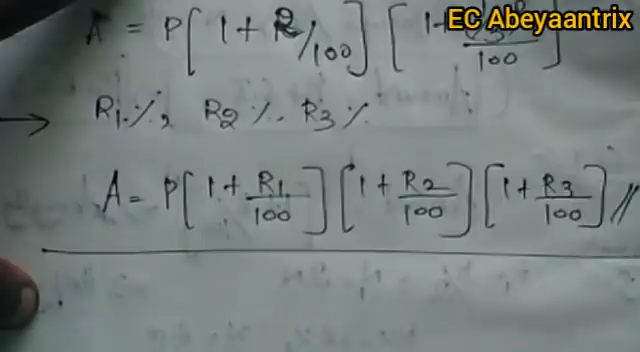 EC Abeyaantrix
A = P[1 + R/100] [1+ /100]
→ R1 %, R2 %, R3 %
A = P[1 + R1/100] [1 + R2/100] [1 + R3/100] //